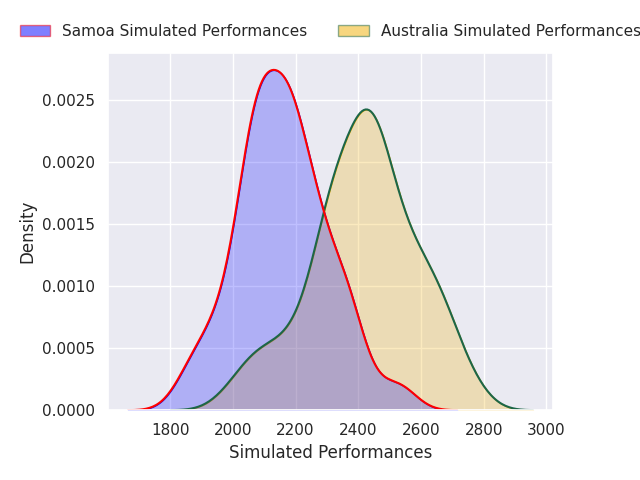 Samoa Simulated Performances Australia Simulated Performances
0.0025
0.0020
0.0015
0.0010
0.0005
0.0000
Density
1800 2000 2200 2400 2600 2800 3000
Simulated Performances